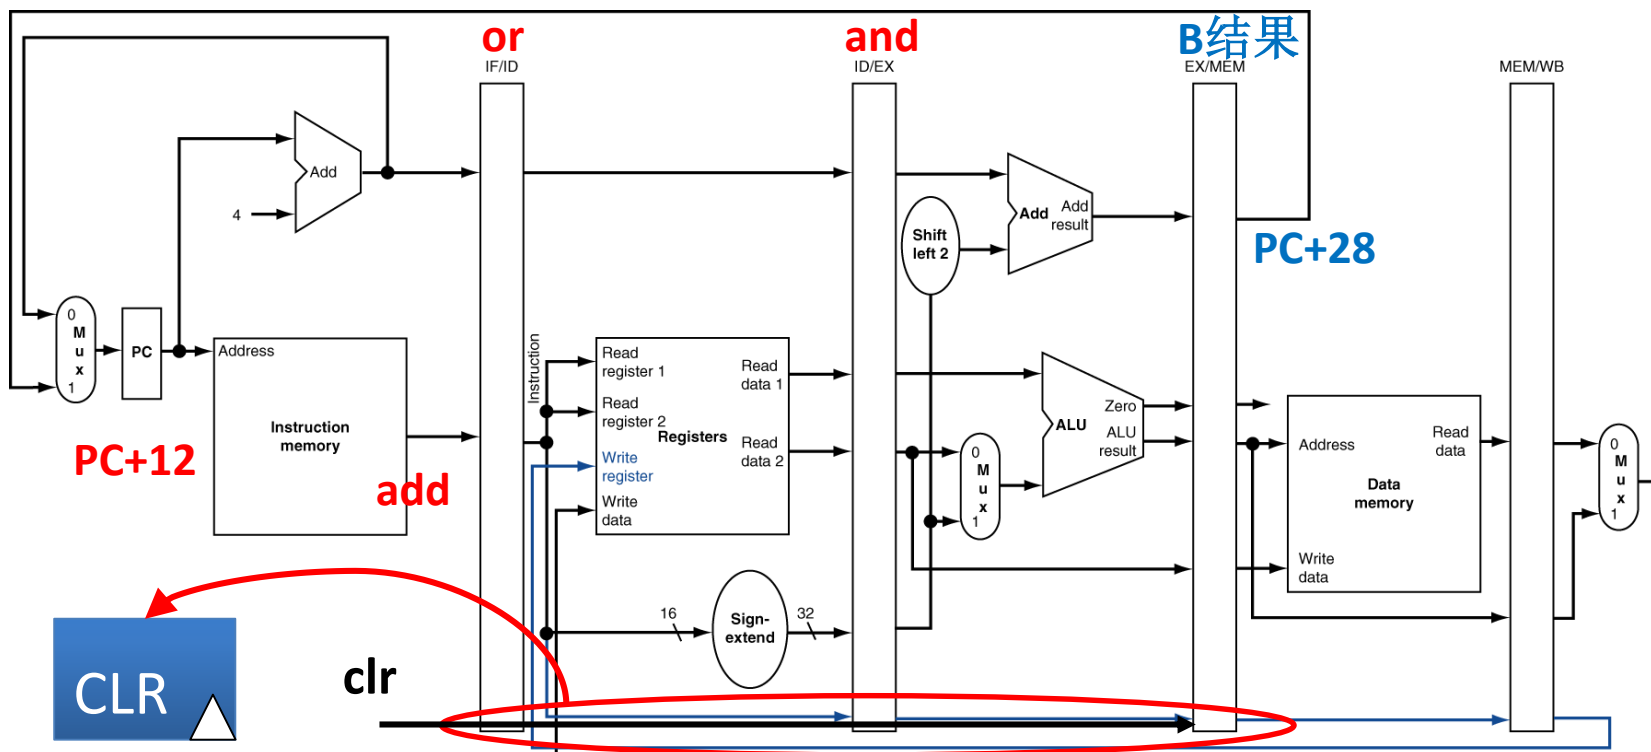 or
and
B结果
IF/ID
ID/EX
EX/MEM
MEM/WB
Add
4
Add
Add
result
Shift
left 2
PC+28
0
M
u
x
1
PC
Address
Instruction
memory
PC+12
add
Instruction
Read
register 1
Read
register 2
Write
register
Write
data
Registers
Read
data 1
Read
data 2
0
M
u
x
1
Zero
ALU
ALU
result
Address
Read
data
Data
memory
Write
data
0
M
u
x
1
16
Sign-
extend
32
clr
CLR